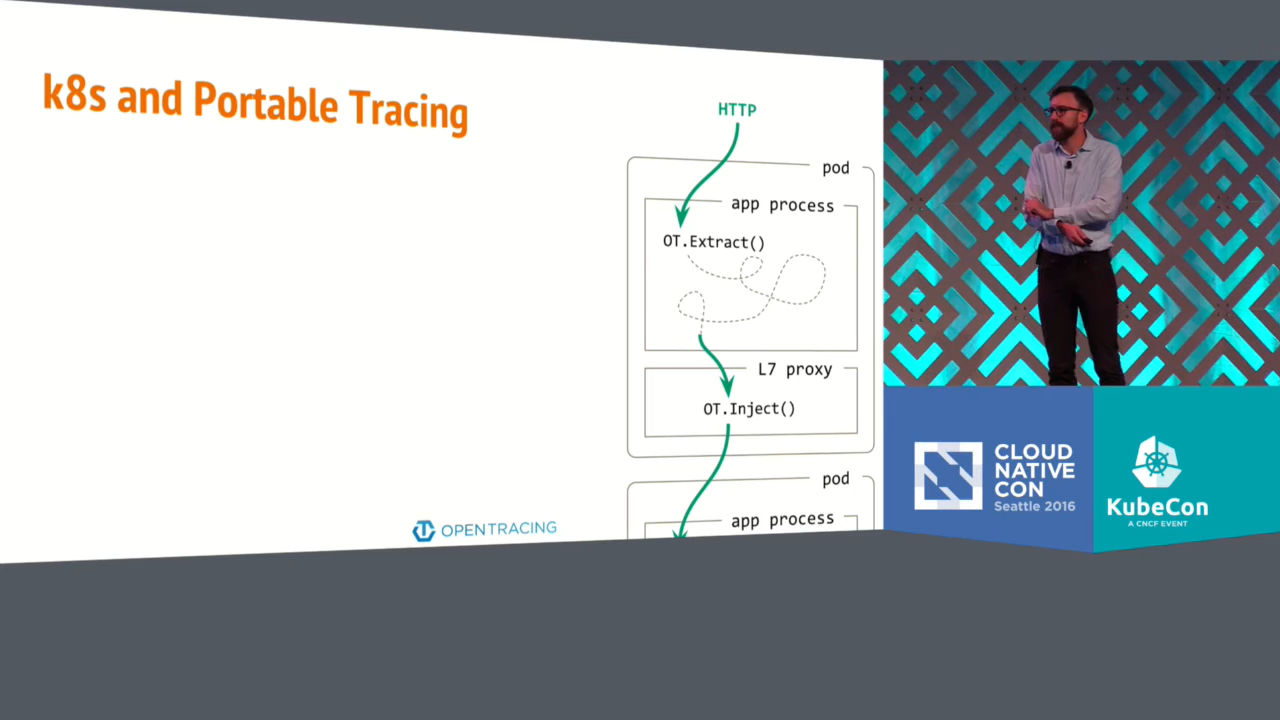 k8s and Portable Tracing
HTTP
pod
app process
OT.Extract()
L7 proxy
OT.Inject()
pod
app process
OPENTRACING
CLOUD
NATIVE
CON
Seattle 2016
KubeCon
A CNCF EVENT